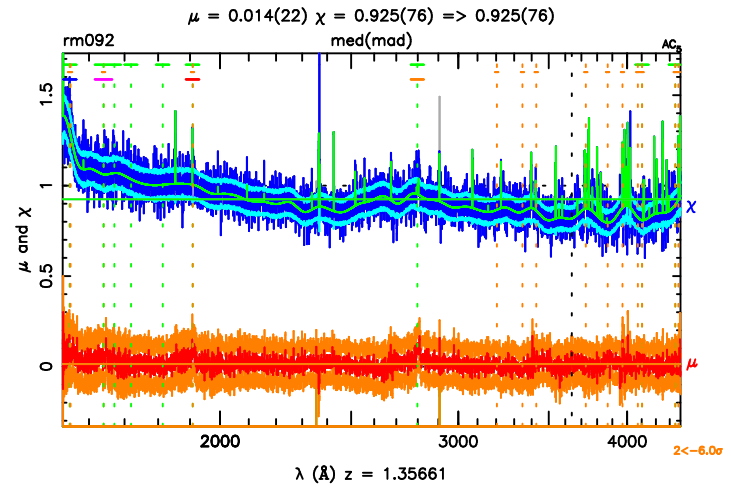 μ = 0.014(22) χ = 0.925(76) => 0.925(76)
rm092 med(mad) AC5
1.5
1
0.5
0
μ and χ
χ
μ
2000 3000 4000
2<-6.0σ
λ (Å) z = 1.35661